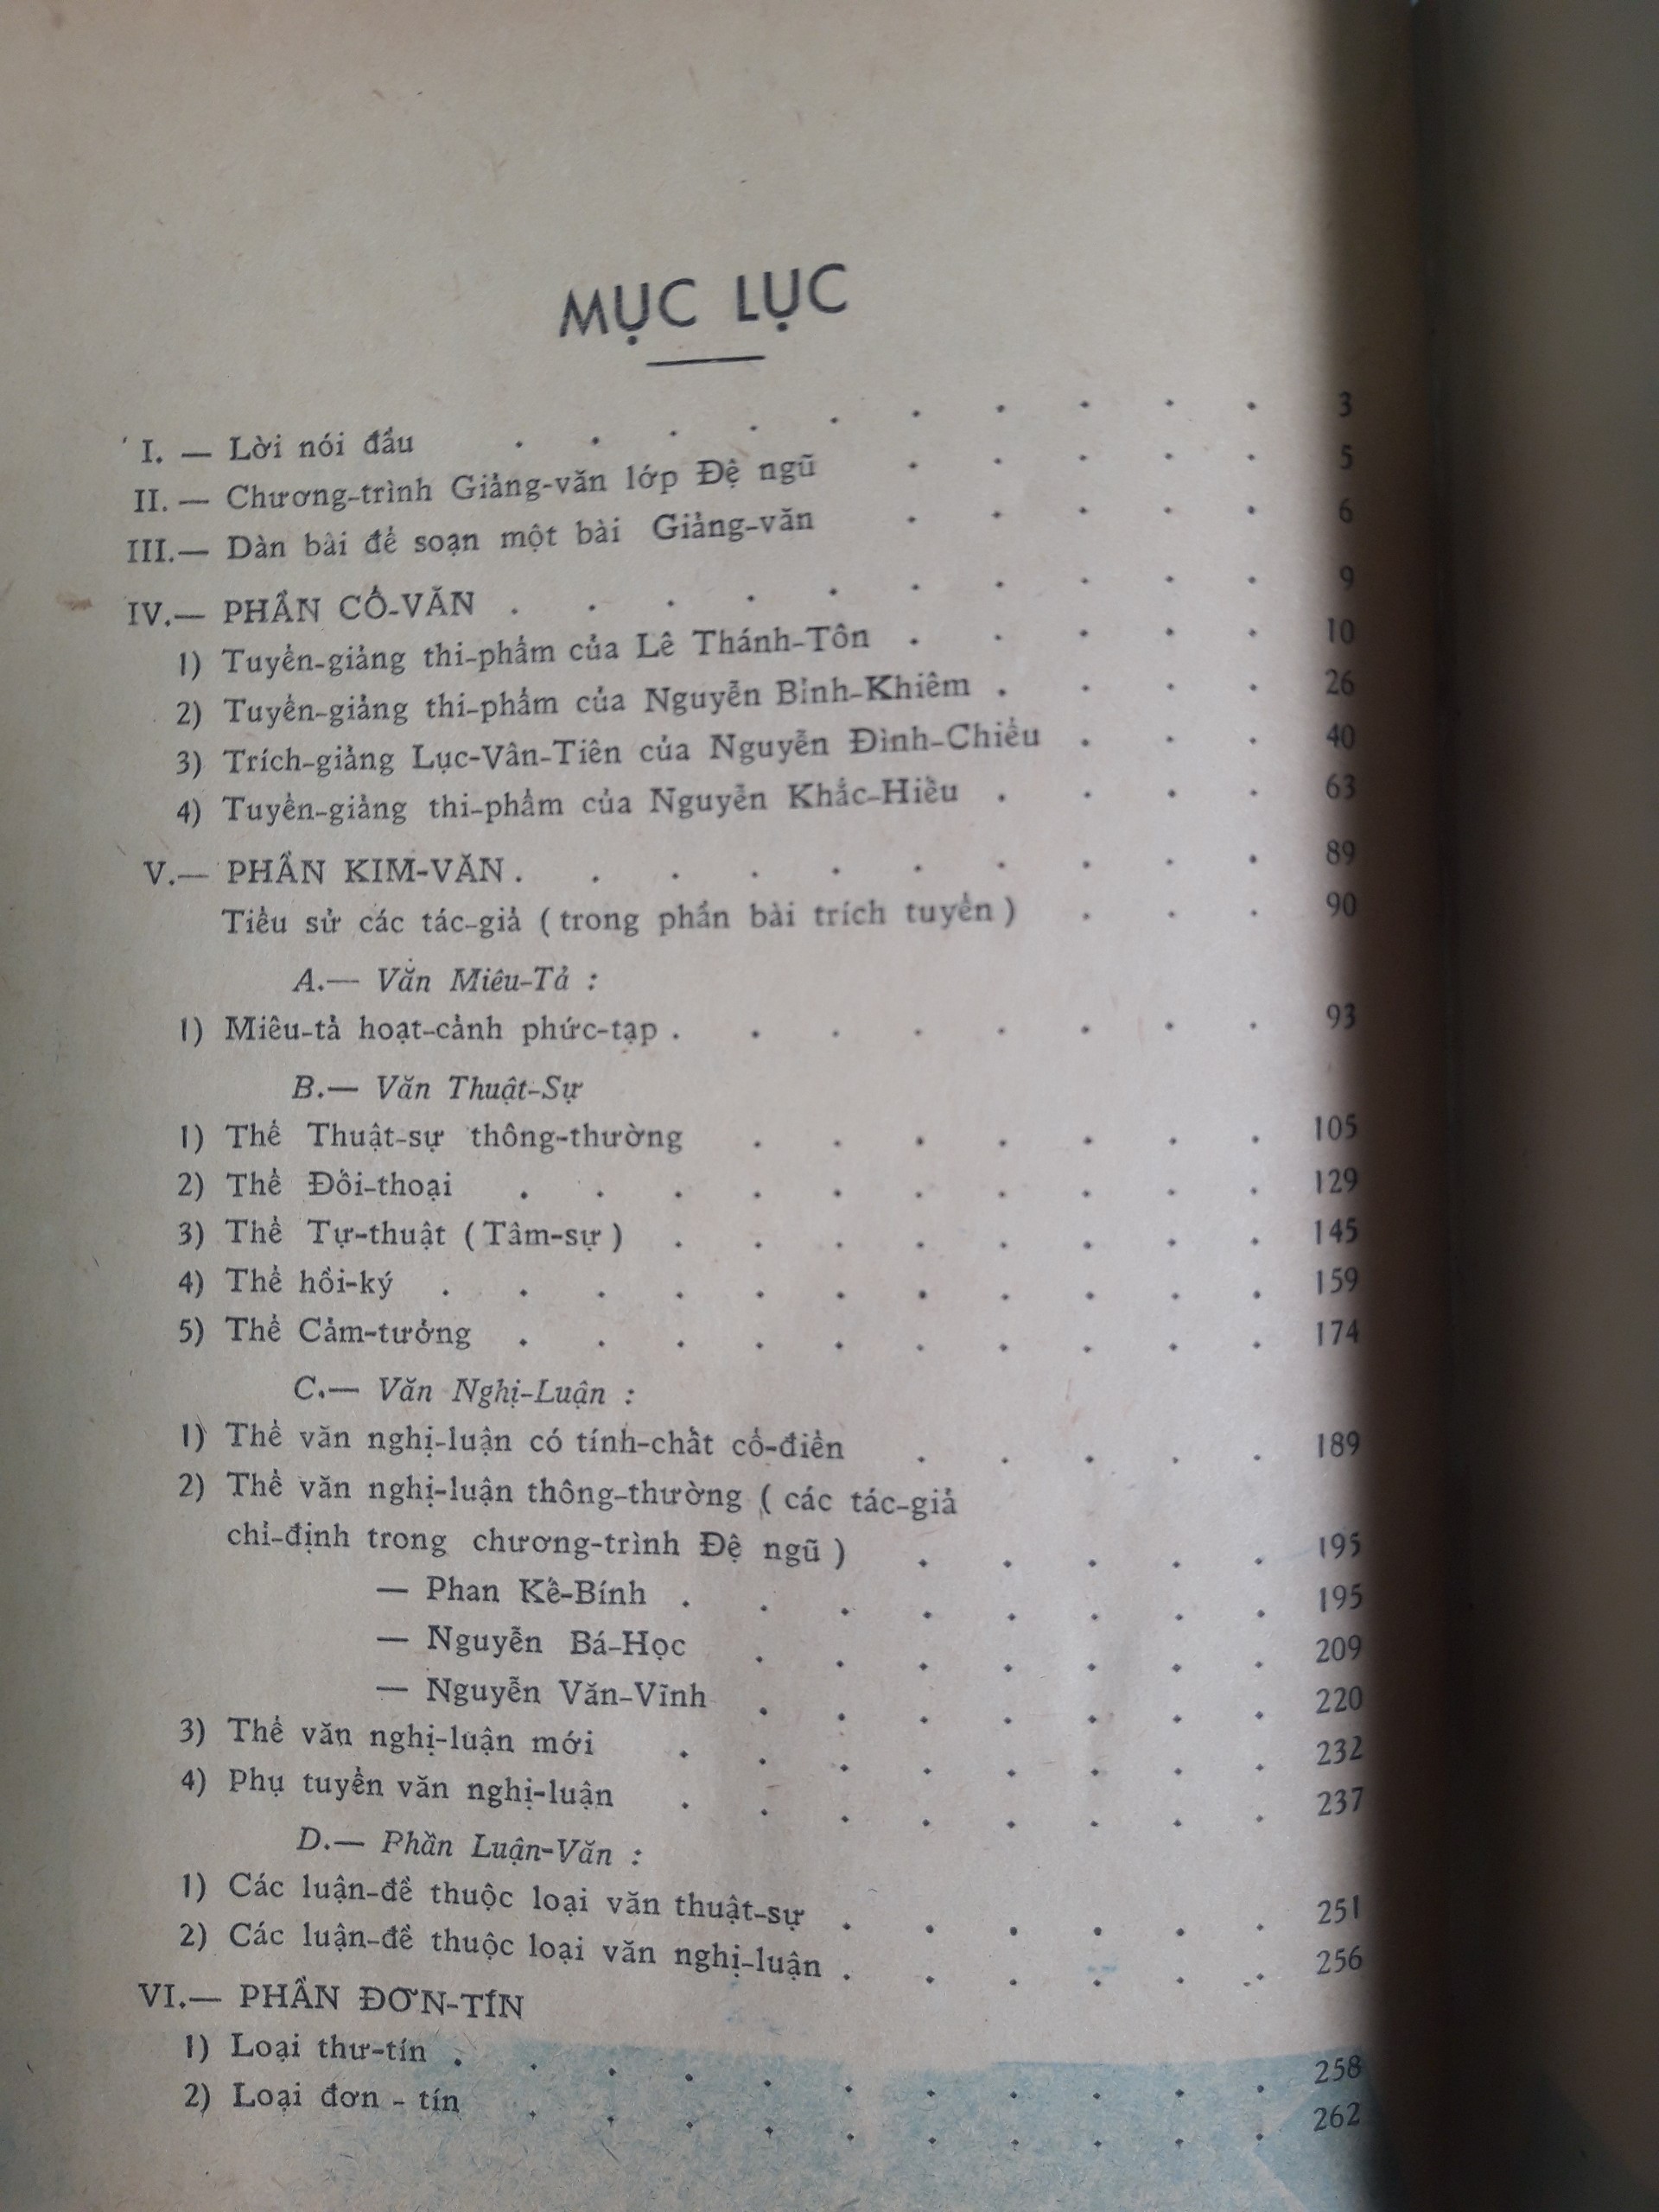 MỤC LỤC
I. — Lời nói đầu . . . . . . . . . . 3
II. — Chương-trình Giảng-văn lớp Đệ ngũ . . . . . 5
III.— Dàn bài để soạn một bài Giảng-văn . . . . . 6
IV.— PHẦN CỔ-VĂN . . . . . . . . . . 9
1) Tuyển-giảng thi-phẩm của Lê Thánh-Tôn . . . . . 10
2) Tuyển-giảng thi-phẩm của Nguyễn Bỉnh-Khiêm . . . . 26
3) Trích-giảng Lục-Vân-Tiên của Nguyễn Đình-Chiểu . . . 40
4) Tuyển-giảng thi-phẩm của Nguyễn Khắc-Hiếu . . . . 63
V.— PHẦN KIM-VĂN . . . . . . . . . . 89
Tiểu sử các tác-giả ( trong phần bài trích tuyển ) . . . 90
A.— Văn Miêu-Tả :
1) Miêu-tả hoạt-cảnh phức-tạp . . . . . . . . 93
B.— Văn Thuật-Sự
1) Thể Thuật-sự thông-thường . . . . . . . 105
2) Thể Đối-thoại . . . . . . . . . . 129
3) Thể Tự-thuật ( Tâm-sự ) . . . . . . . . 145
4) Thể hồi-ký . . . . . . . . . . . 159
5) Thể Cảm-tưởng . . . . . . . . . . 174
C.— Văn Nghị-Luận :
1) Thể văn nghị-luận có tính-chất cổ-điển . . . . . 189
2) Thể văn nghị-luận thông-thường ( các tác-giả
chỉ-định trong chương-trình Đệ ngũ ) . . . . . 195
— Phan Kế-Bính . . . . . . . . 195
— Nguyễn Bá-Học . . . . . . . 209
— Nguyễn Văn-Vĩnh . . . . . . . 220
3) Thể văn nghị-luận mới . . . . . . . . 232
4) Phụ tuyển văn nghị-luận . . . . . . . . 237
D.— Phần Luận-Văn :
1) Các luận-đề thuộc loại văn thuật-sự . . . . . . 251
2) Các luận-đề thuộc loại văn nghị-luận . . . . . . 256
VI.— PHẦN ĐƠN-TÍN
1) Loại thư-tín . . . . . . . . . . . 258
2) Loại đơn - tín . . . . . . . . . . 262